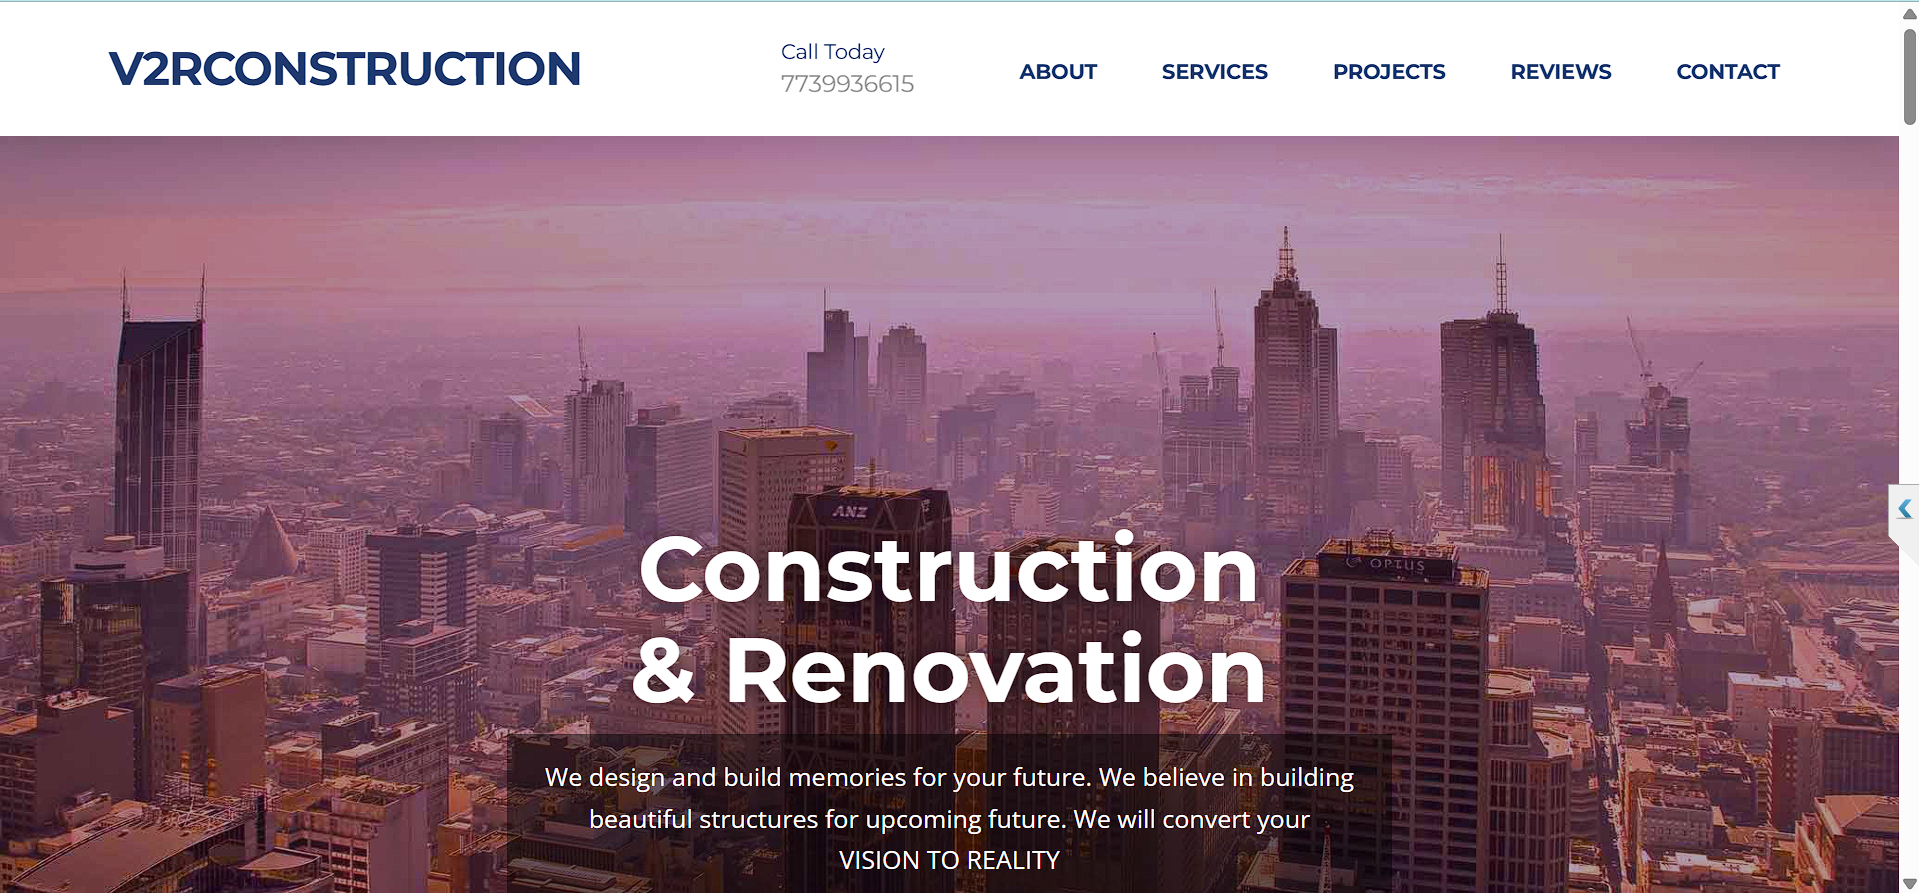 V2RCONSTRUCTION
Call Today
7739936615
ABOUT SERVICES PROJECTS REVIEWS CONTACT
ANZ
OPTUS
Construction
& Renovation
We design and build memories for your future. We believe in building
beautiful structures for upcoming future. We will convert your
VISION TO REALITY